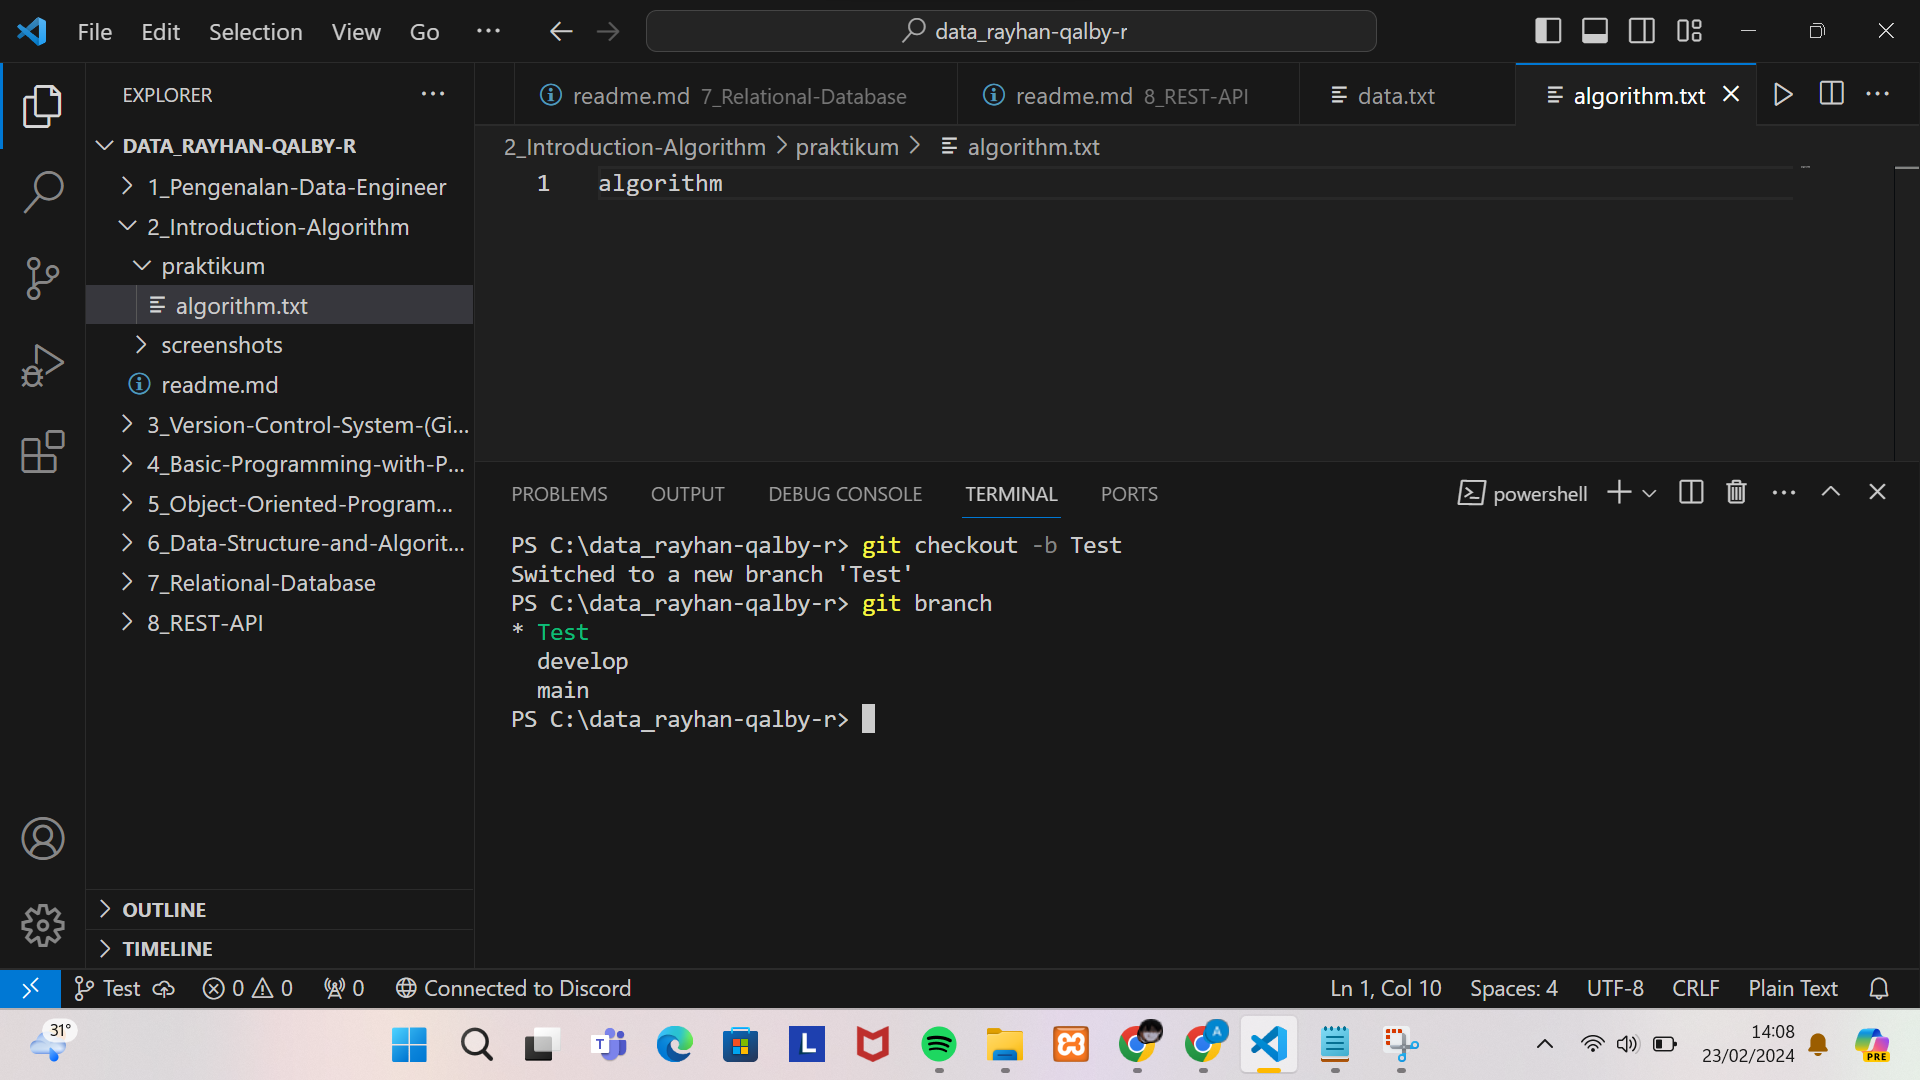 File Edit Selection View Go ··· data_rayhan-qalby-r
EXPLORER ···
readme.md 7_Relational-Database readme.md 8_REST-API data.txt algorithm.txt
DATA_RAYHAN-QALBY-R
2_Introduction-Algorithm > praktikum > algorithm.txt
1 algorithm
1_Pengenalan-Data-Engineer
2_Introduction-Algorithm
praktikum
algorithm.txt
screenshots
readme.md
3_Version-Control-System-(Gi...
4_Basic-Programming-with-P...
5_Object-Oriented-Program...
6_Data-Structure-and-Algorit...
7_Relational-Database
8_REST-API
OUTLINE
TIMELINE
PROBLEMS OUTPUT DEBUG CONSOLE TERMINAL PORTS powershell
PS C:\data_rayhan-qalby-r> git checkout -b Test
Switched to a new branch 'Test'
PS C:\data_rayhan-qalby-r> git branch
* Test
develop
main
PS C:\data_rayhan-qalby-r>
Test 0 0 0 Connected to Discord Ln 1, Col 10 Spaces: 4 UTF-8 CRLF Plain Text
31°
T
L
A
14:08
23/02/2024
PRE